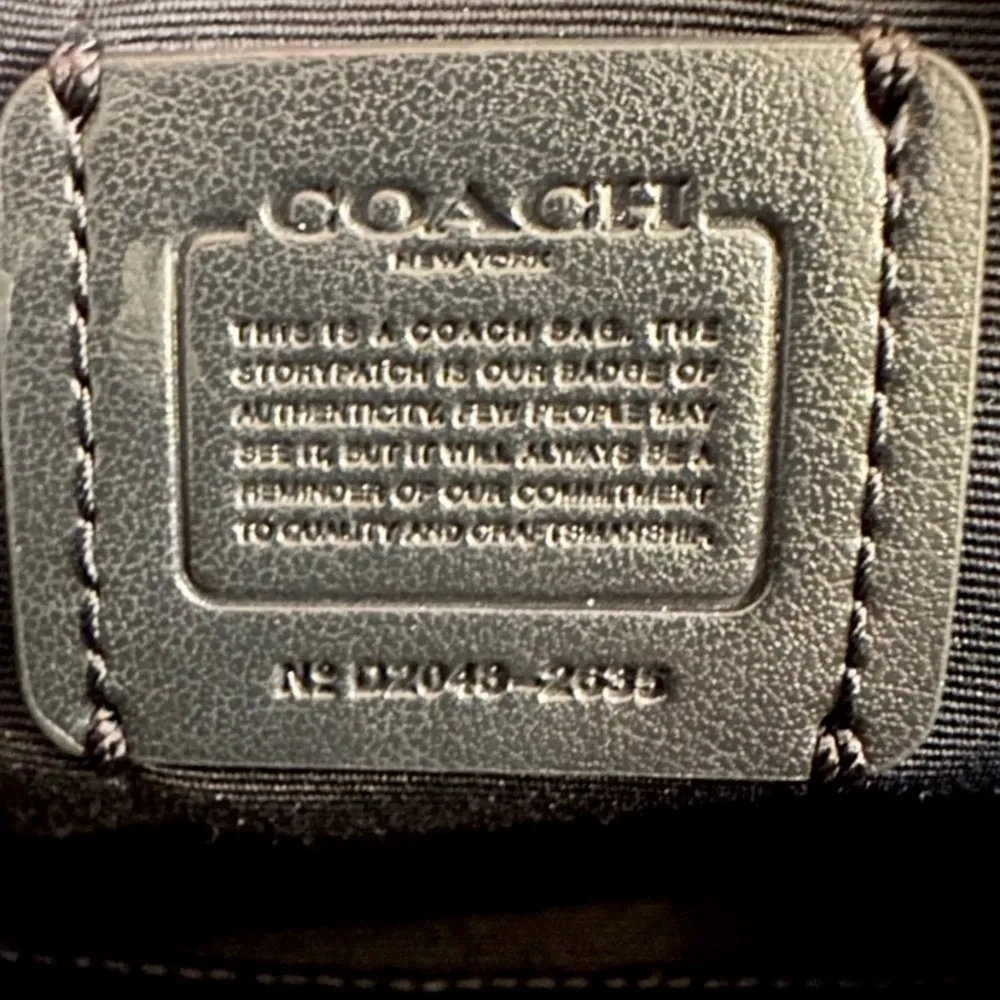 COACH
NEW YORK
THIS IS A COACH BAG. THE
STORYPATCH IS OUR BADGE OF
AUTHENTICITY. FEW PEOPLE MAY
SEE IT, BUT IT WILL ALWAYS BE A
REMINDER OF OUR COMMITMENT
TO QUALITY AND CRAFTSMANSHIP.
Nº D2048-2635